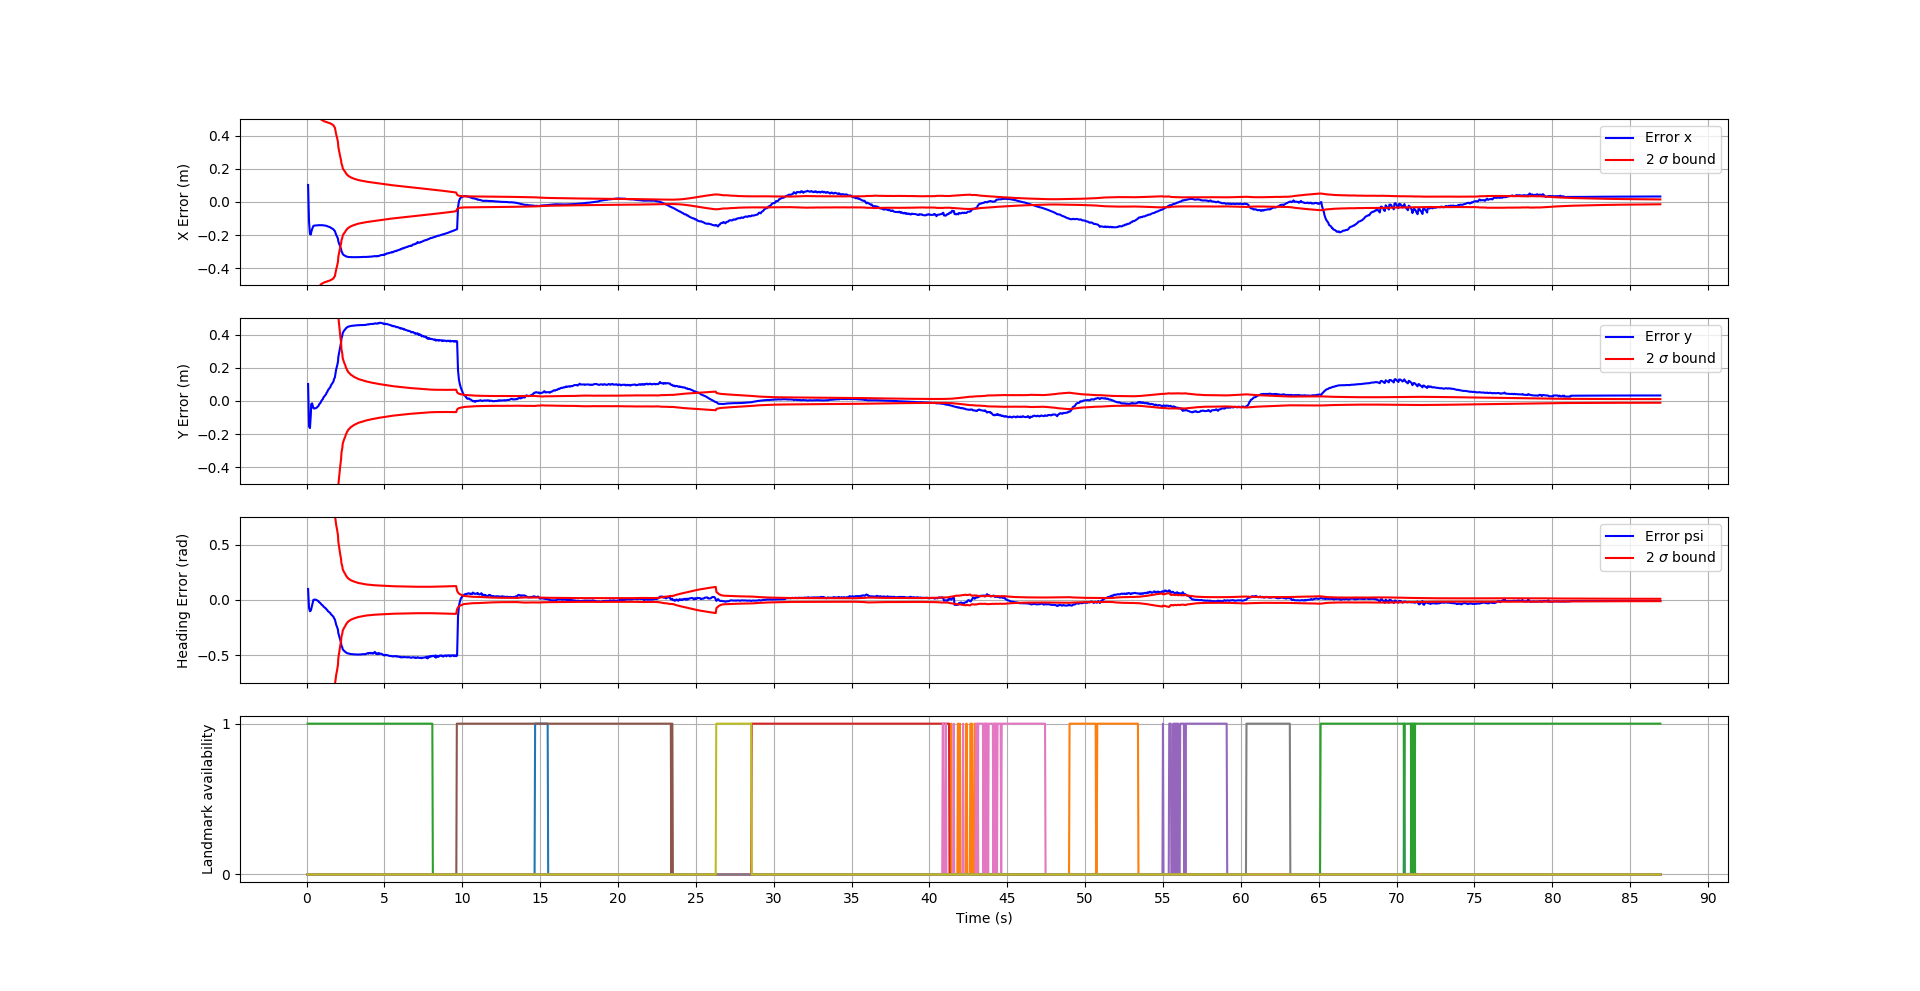 X Error (m)
0.4
0.2
0.0
−0.2
−0.4
Error x
2 σ bound
Y Error (m)
0.4
0.2
0.0
−0.2
−0.4
Error y
2 σ bound
Heading Error (rad)
0.5
0.0
−0.5
Error psi
2 σ bound
Landmark availability
1
0
0 5 10 15 20 25 30 35 40 45 50 55 60 65 70 75 80 85 90
Time (s)